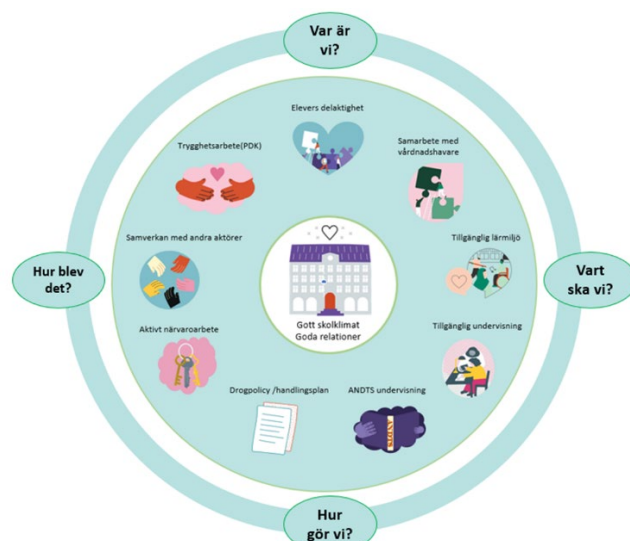 Var är
vi?
Elevers delaktighet
Trygghetsarbete(PDK)
Samarbete med
vårdnadshavare
Samverkan med andra aktörer
Tillgänglig lärmiljö
Hur blev
det?
Vart
ska vi?
Gott skolklimat
Goda relationer
Aktivt närvaroarbete
Tillgänglig undervisning
Drogpolicy /handlingsplan
ANDTS undervisning
ANDTS
Hur
gör vi?